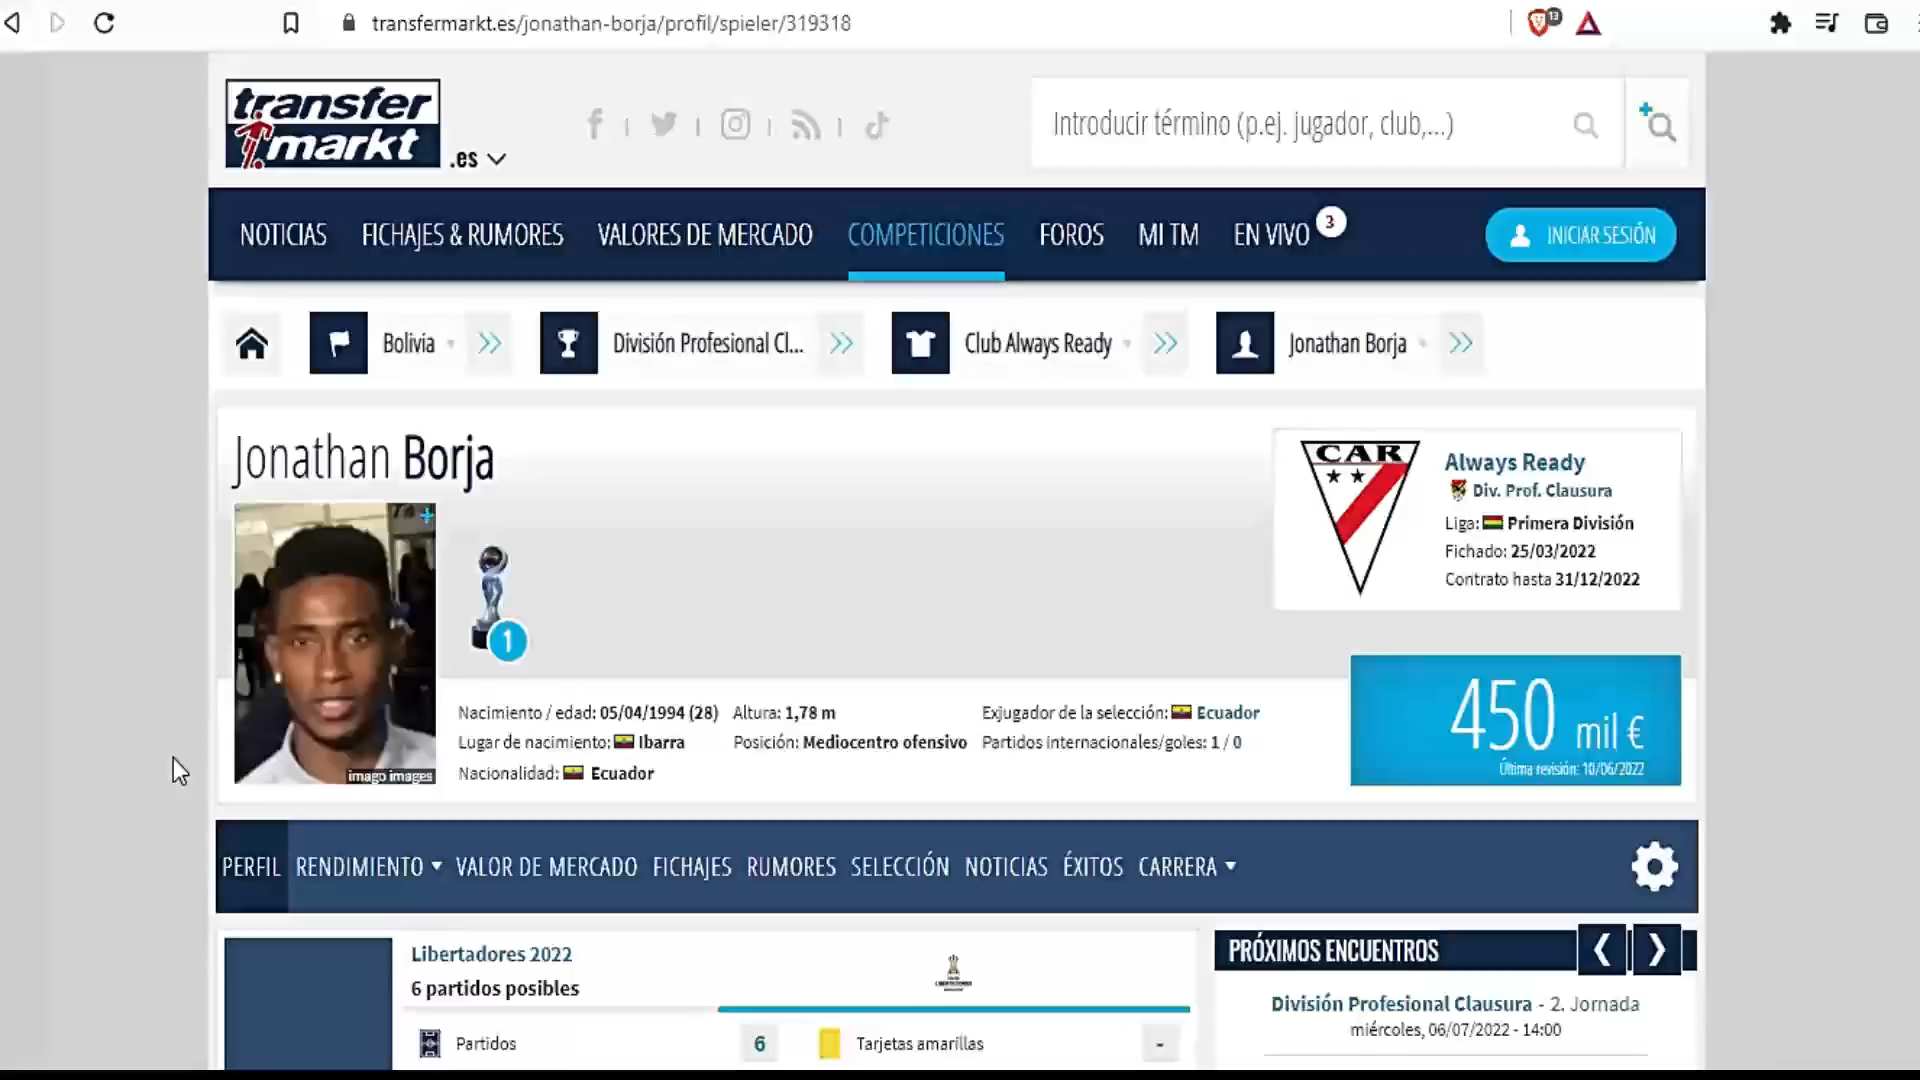 transfermarkt.es/jonathan-borja/profil/spieler/319318
13
transfer
markt
.es
Introducir término (p.ej. jugador, club,...)
NOTICIAS FICHAJES & RUMORES VALORES DE MERCADO COMPETICIONES FOROS MI TM EN VIVO 3 INICIAR SESIÓN
Bolivia División Profesional Cl... Club Always Ready Jonathan Borja
Jonathan Borja
CAR
Always Ready
Div. Prof. Clausura
Liga: Primera División
Fichado: 25/03/2022
Contrato hasta 31/12/2022
imago images
1
Nacimiento / edad: 05/04/1994 (28) Altura: 1,78 m Exjugador de la selección: Ecuador
Lugar de nacimiento: Ibarra Posición: Mediocentro ofensivo Partidos internacionales/goles: 1 / 0
Nacionalidad: Ecuador
450 mil €
Última revisión: 10/06/2022
PERFIL RENDIMIENTO VALOR DE MERCADO FICHAJES RUMORES SELECCIÓN NOTICIAS ÉXITOS CARRERA
Libertadores 2022
6 partidos posibles
Partidos 6 Tarjetas amarillas -
PRÓXIMOS ENCUENTROS
División Profesional Clausura - 2. Jornada
miércoles, 06/07/2022 - 14:00